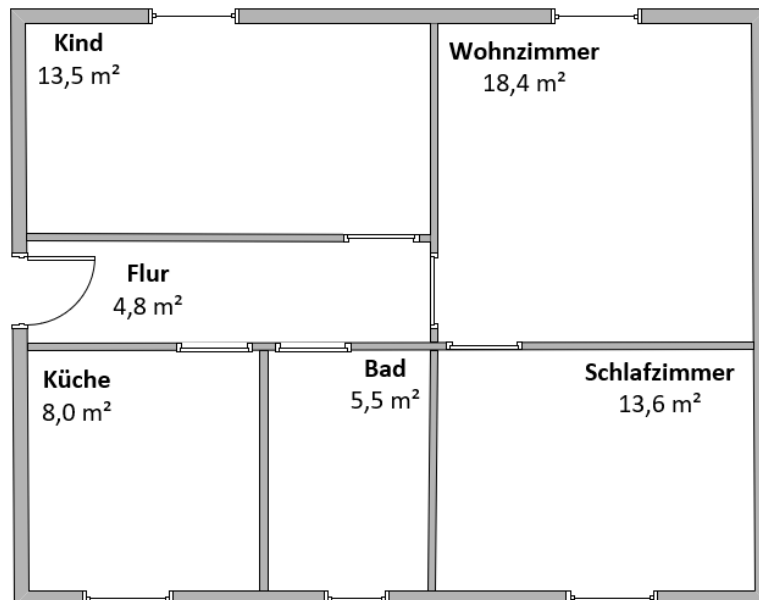 Kind
13,5 m²
Wohnzimmer
18,4 m²
Flur
4,8 m²
Küche
8,0 m²
Bad
5,5 m²
Schlafzimmer
13,6 m²